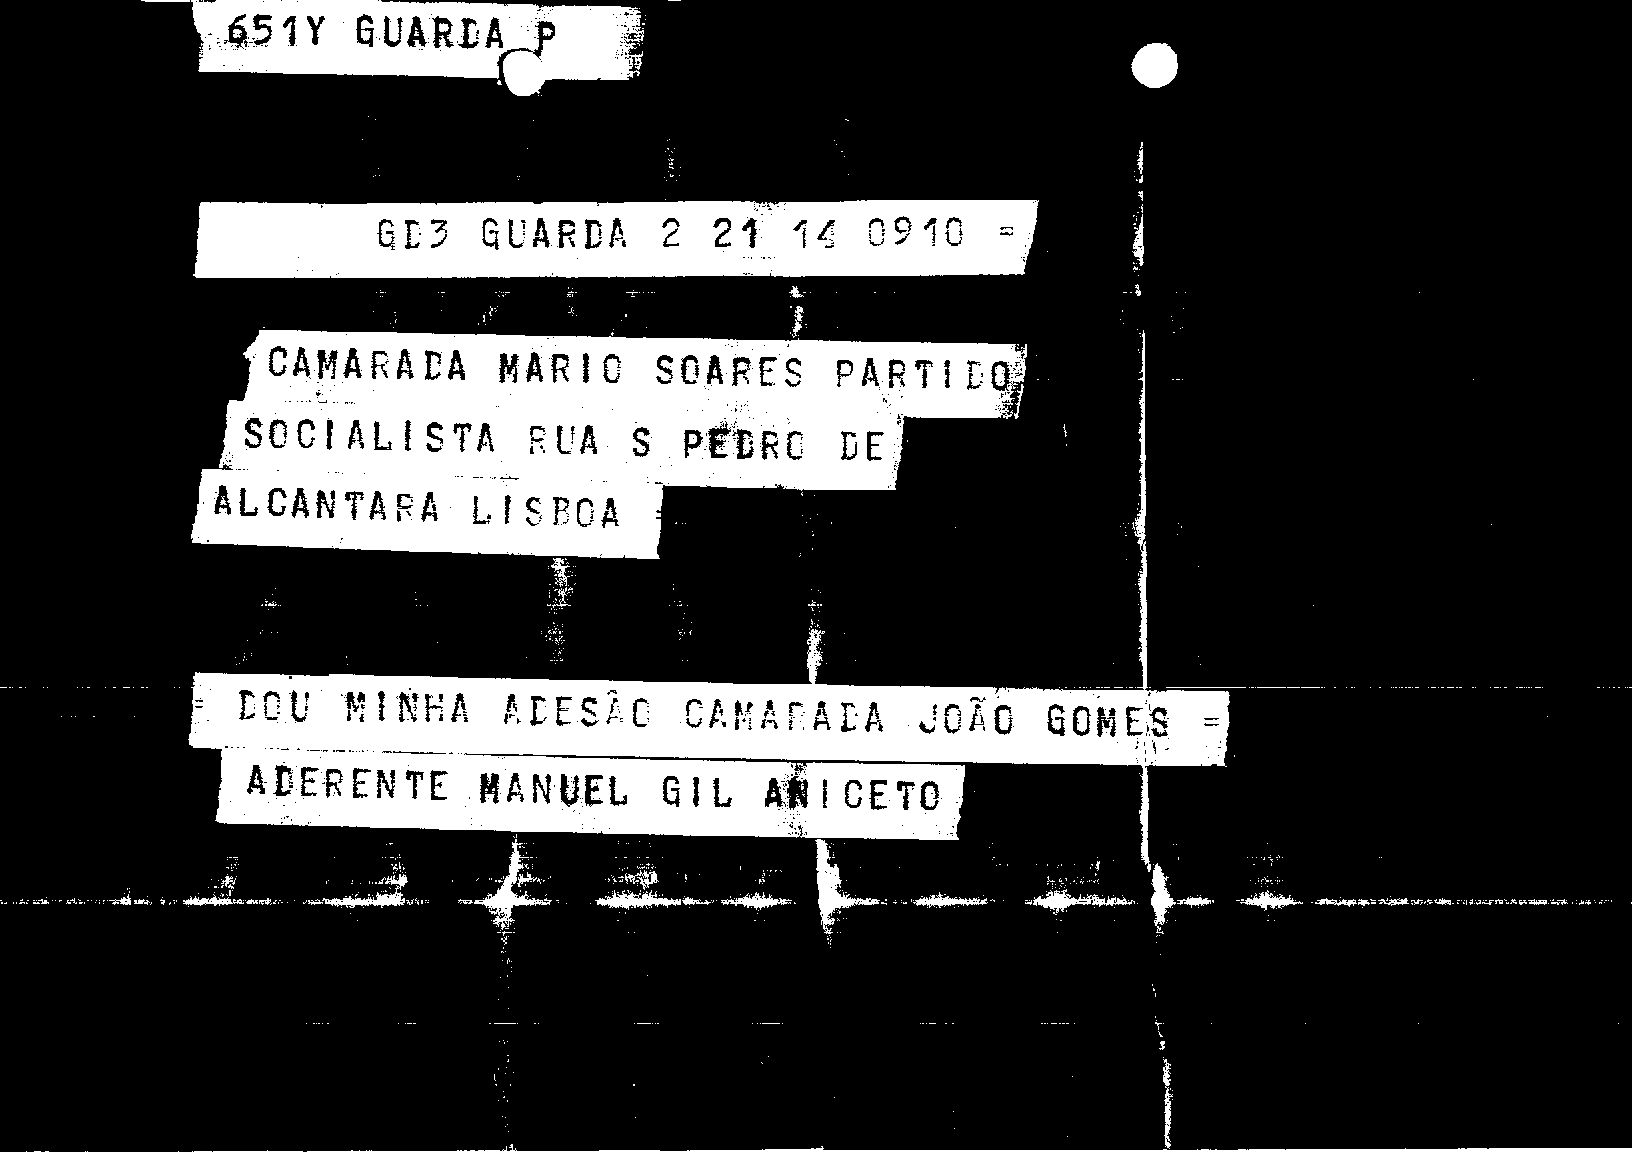 651Y GUARDA P
GD3 GUARDA 2 21 14 0910 =
CAMARADA MARIO SOARES PARTIDO
SOCIALISTA RUA S PEDRO DE
ALCANTARA LISBOA =
= DOU MINHA ADESÃO CAMARADA JOÃO GOMES =
ADERENTE MANUEL GIL ANICETO